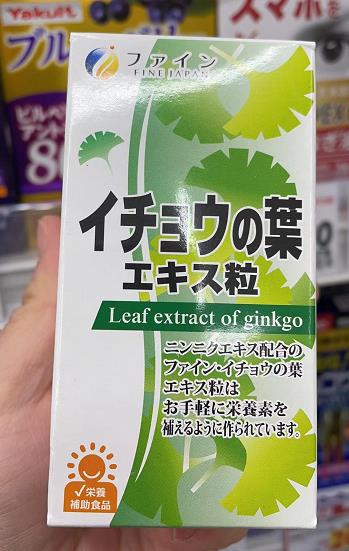 Yakult
ブルーベリー
スマホを
ファイン
FINE JAPAN
イチョウの葉
エキス粒
Leaf extract of ginkgo
ニンニクエキス配合の
ファイン・イチョウの葉
エキス粒は
お手軽に栄養素を
補えるように作られています。
栄養
補助食品